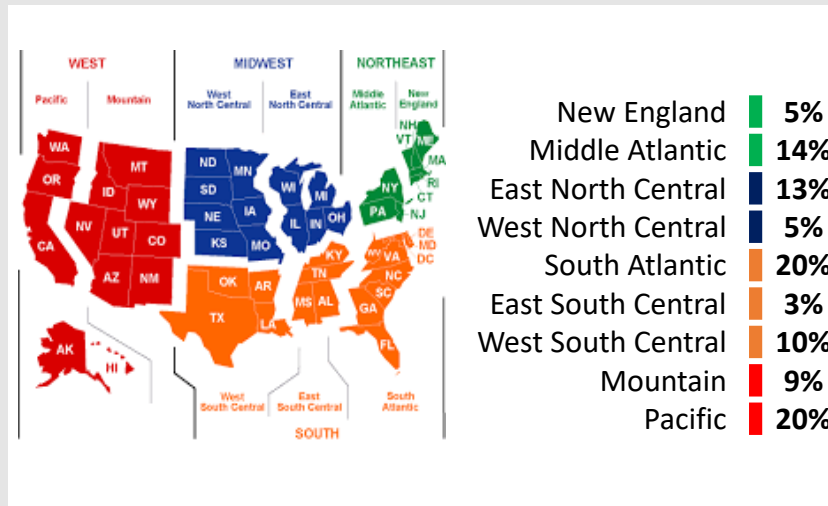 WEST
MIDWEST
NORTHEAST
Pacific
Mountain
West
North Central
East
North Central
Middle
Atlantic
New
England
WA
OR
CA
NV
ID
MT
WY
UT
CO
AZ
NM
AK
HI
ND
SD
NE
KS
MN
IA
MO
WI
MI
IL
IN
OH
NH
VT
ME
MA
RI
CT
NJ
NY
PA
DE
MD
DC
WV
VA
NC
SC
GA
FL
KY
TN
MS
AL
OK
AR
TX
LA
West
South Central
East
South Central
South
Atlantic
SOUTH
New England 5%
Middle Atlantic 14%
East North Central 13%
West North Central 5%
South Atlantic 20%
East South Central 3%
West South Central 10%
Mountain 9%
Pacific 20%